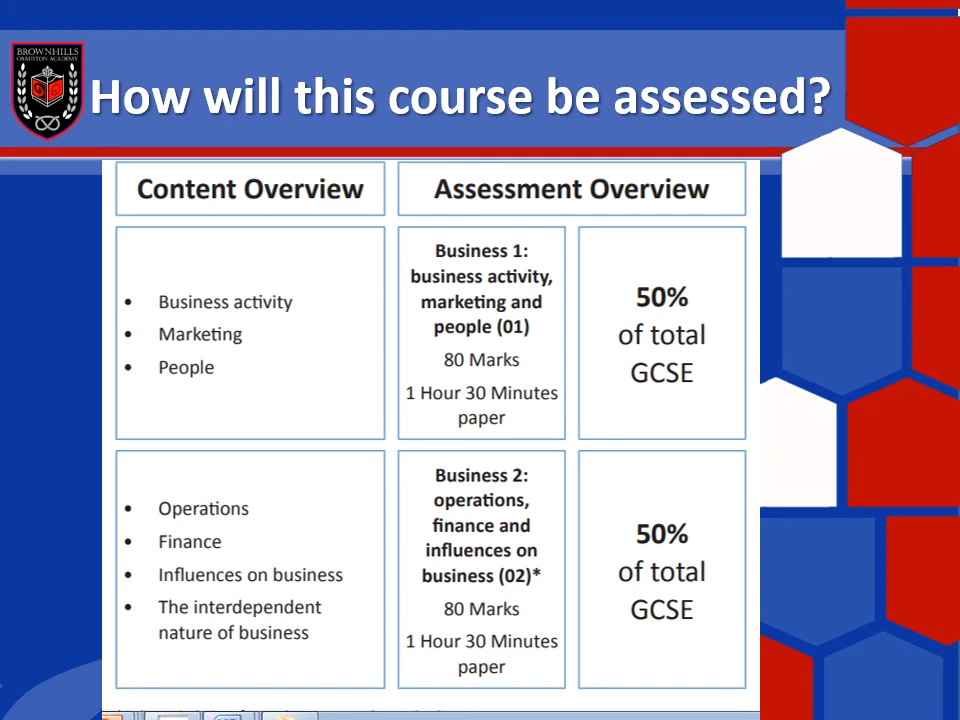 BROWNHILLS
ORMISTON ACADEMY
How will this course be assessed?
Content Overview
Assessment Overview
• Business activity
• Marketing
• People
Business 1:
business activity,
marketing and
people (01)
80 Marks
1 Hour 30 Minutes
paper
50%
of total
GCSE
• Operations
• Finance
• Influences on business
• The interdependent
nature of business
Business 2:
operations,
finance and
influences on
business (02)*
80 Marks
1 Hour 30 Minutes
paper
50%
of total
GCSE